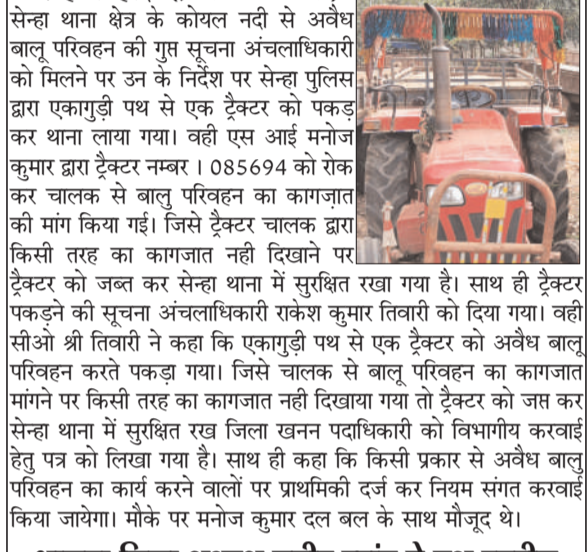 सेन्हा थाना क्षेत्र के कोयल नदी से अवैध
बालू परिवहन की गुप्त सूचना अंचलाधिकारी
को मिलने पर उन के निर्देश पर सेन्हा पुलिस
द्वारा एकागुड़ी पथ से एक ट्रैक्टर को पकड़
कर थाना लाया गया। वही एस आई मनोज
कुमार द्वारा ट्रैक्टर नम्बर । 085694 को रोक
कर चालक से बालु परिवहन का कागज़ात
की मांग किया गई। जिसे ट्रैक्टर चालक द्वारा
किसी तरह का कागजात नही दिखाने पर
ट्रैक्टर को जब्त कर सेन्हा थाना में सुरक्षित रखा गया है। साथ ही ट्रैक्टर
पकड़ने की सूचना अंचलाधिकारी राकेश कुमार तिवारी को दिया गया। वही
सीओ श्री तिवारी ने कहा कि एकागुड़ी पथ से एक ट्रैक्टर को अवैध बालू
परिवहन करते पकड़ा गया। जिसे चालक से बालू परिवहन का कागजात
मांगने पर किसी तरह का कागजात नही दिखाया गया तो ट्रैक्टर को जप्त कर
सेन्हा थाना में सुरक्षित रख जिला खनन पदाधिकारी को विभागीय करवाई
हेतु पत्र को लिखा गया है। साथ ही कहा कि किसी प्रकार से अवैध बालु
परिवहन का कार्य करने वालों पर प्राथमिकी दर्ज कर नियम संगत करवाई
किया जायेगा। मौके पर मनोज कुमार दल बल के साथ मौजूद थे।